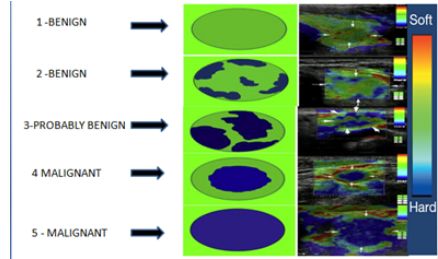 1 -BENIGN
2 -BENIGN
3-PROBABLY BENIGN
4 MALIGNANT
5 - MALIGNANT
Soft
Hard